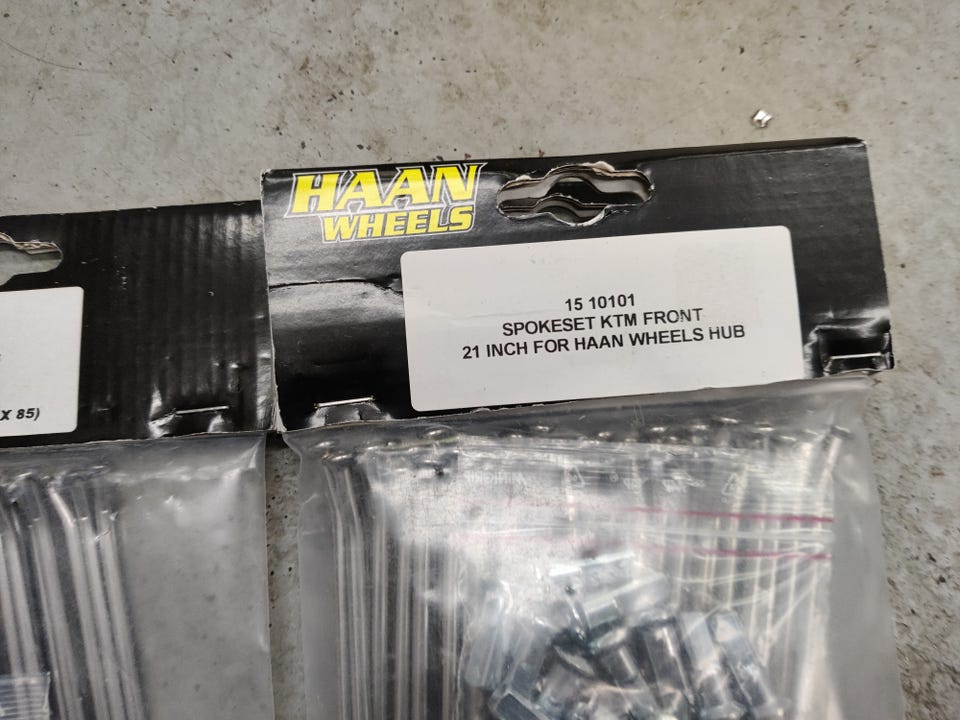 HAAN
WHEELS
15 10101
SPOKESET KTM FRONT
21 INCH FOR HAAN WHEELS HUB
X 85)